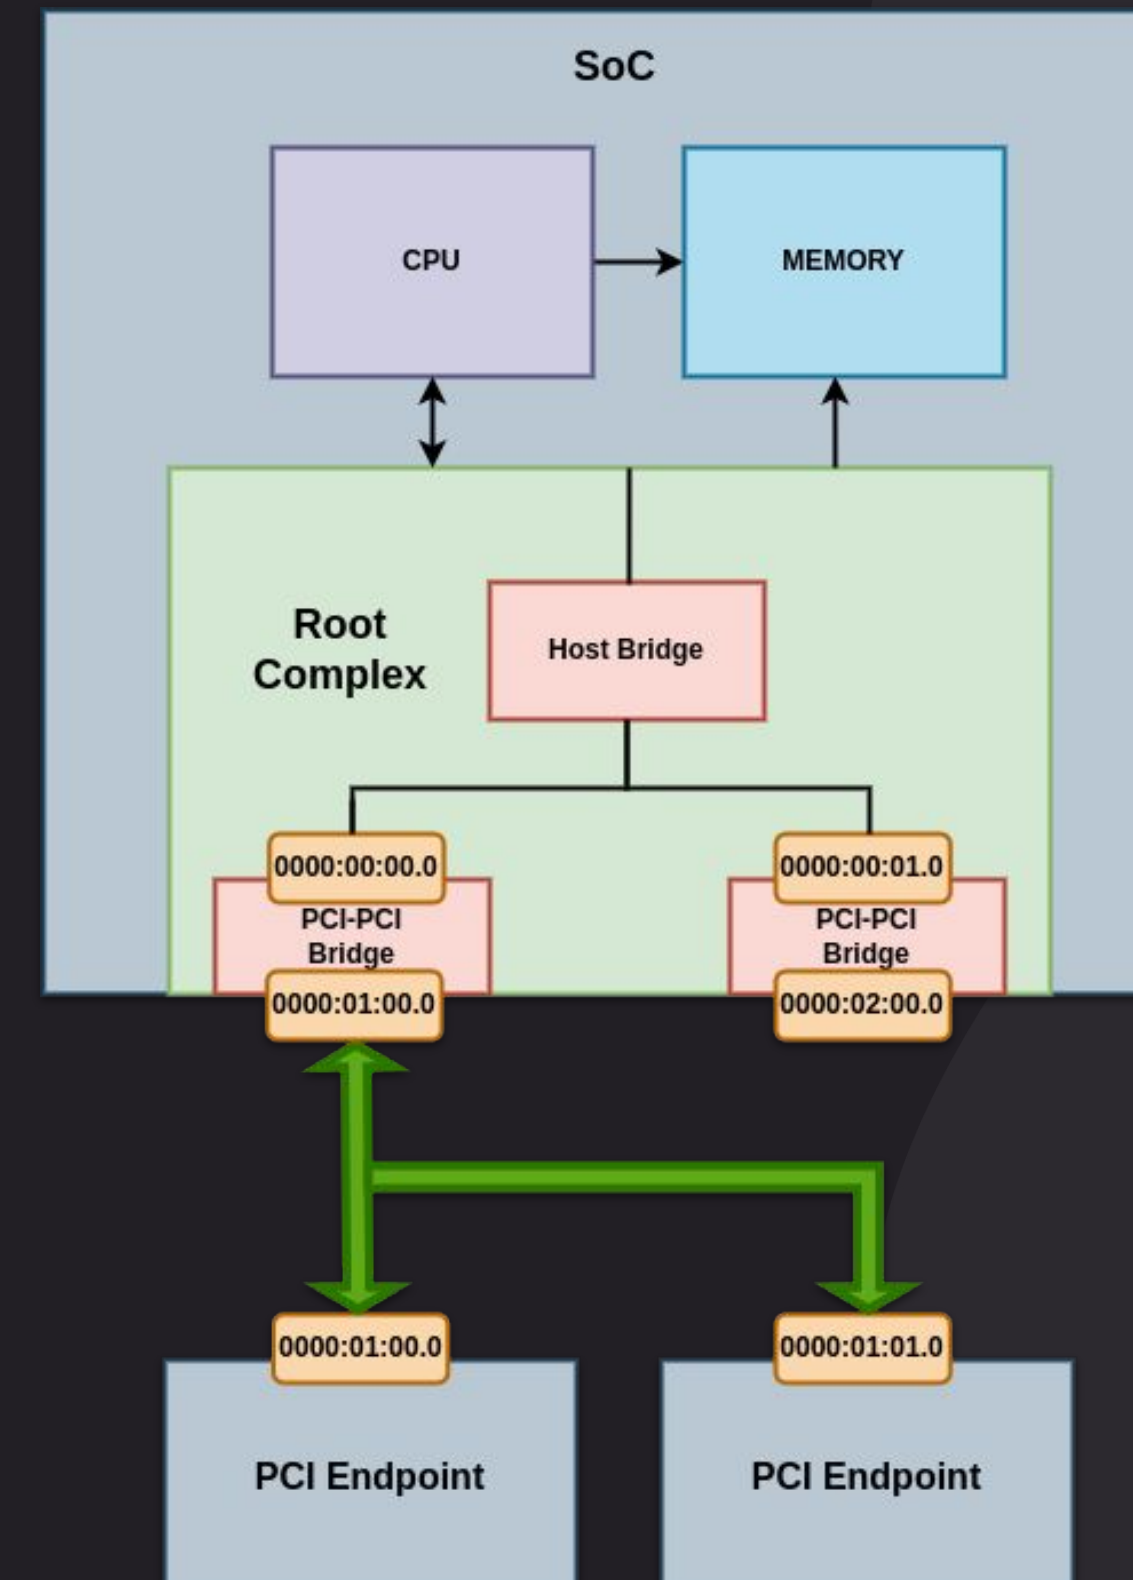 SoC
CPU
MEMORY
Root
Complex
Host Bridge
0000:00:00.0
0000:00:01.0
PCI-PCI
Bridge
PCI-PCI
Bridge
0000:01:00.0
0000:02:00.0
0000:01:00.0
0000:01:01.0
PCI Endpoint
PCI Endpoint